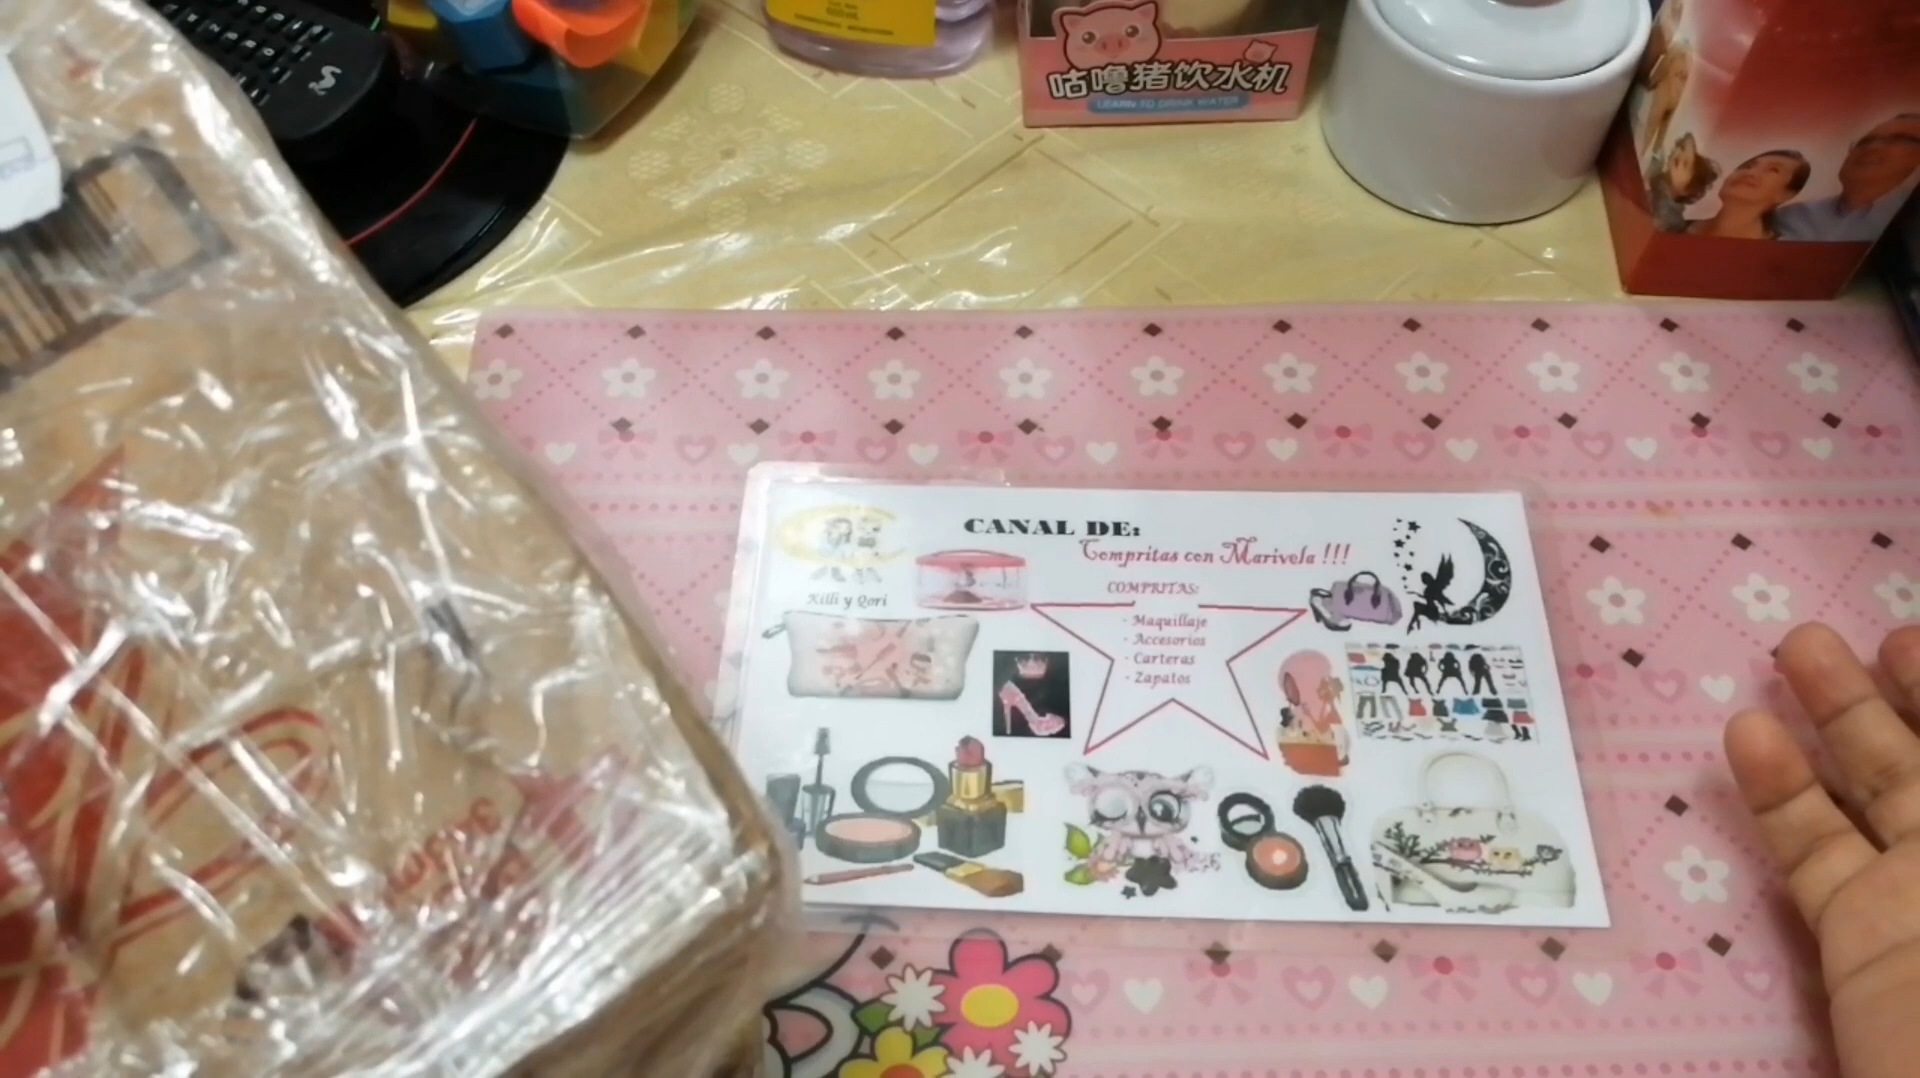 咕噜猪饮水机
LEARN TO DRINK WATER
CANAL DE:
Compritas con Marivela !!!
COMPRITAS:
Killi y Qori
- Maquillaje
- Accesorios
- Carteras
- Zapatos